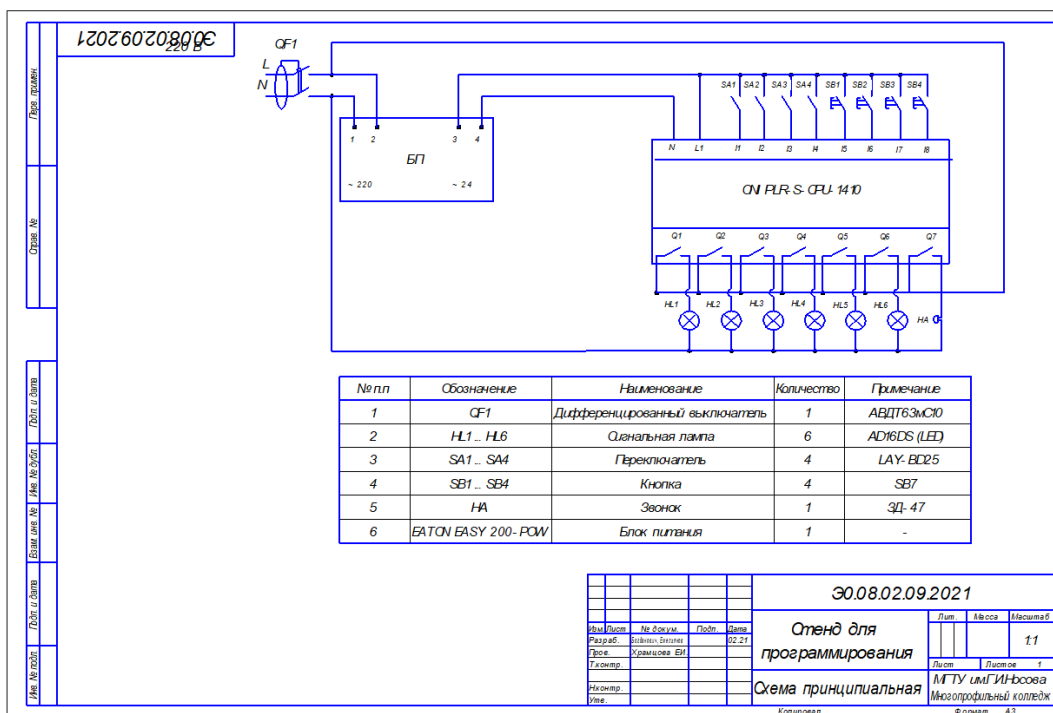 Э0.08.02.09.2021
220 В
QF1
L
N
1 2 3 4
БП
~ 220 ~ 24
SA1 SA2 SA3 SA4 SB1 SB2 SB3 SB4
N L1 I1 I2 I3 I4 I5 I6 I7 I8
ONI PLR-S-CPU-1410
Q1 Q2 Q3 Q4 Q5 Q6 Q7
HL1 HL2 HL3 HL4 HL5 HL6 HA
№ п.п Обозначение Наименование Количество Примечание
1 QF1 Дифференцированный выключатель 1 АВДТ63мС10
2 HL1 ... HL6 Сигнальная лампа 6 AD16DS (LED)
3 SA1 ... SA4 Переключатель 4 LAY-BD25
4 SB1 ... SB4 Кнопка 4 SB7
5 HA Звонок 1 ЗД-47
6 EATON EASY 200-POW Блок питания 1 -
Перв. примен.
Справ. №
Подп. и дата
Инв. № дубл.
Взам. инв. №
Подп. и дата
Инв. № подл.
Э0.08.02.09.2021
Изм. Лист № докум. Подп. Дата
Разраб. 02.21
Пров. Храмцова ЕИ.
Т.контр.
Н.контр.
Утв.
Стенд для
программирования
Схема принципиальная
Лит. Масса Масштаб
1:1
Лист Листов 1
МГТУ им.Г.И.Носова
Многопрофильный колледж
Копировал Формат А3